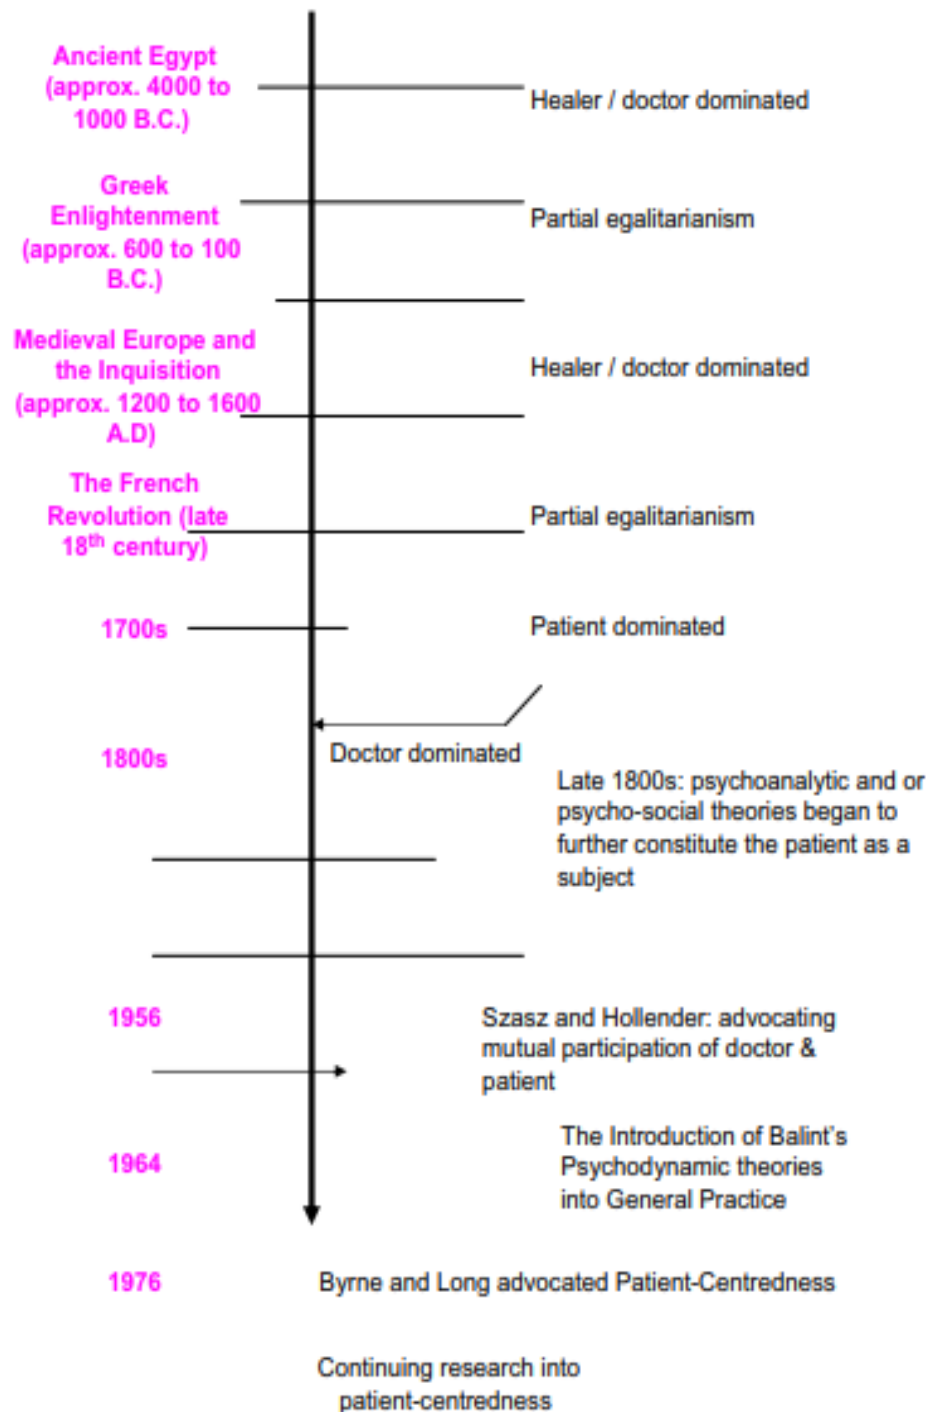 Ancient Egypt
(approx. 4000 to
1000 B.C.)
Healer / doctor dominated
Greek
Enlightenment
(approx. 600 to 100
B.C.)
Partial egalitarianism
Medieval Europe and
the Inquisition
(approx. 1200 to 1600
A.D)
Healer / doctor dominated
The French
Revolution (late
18th century)
Partial egalitarianism
1700s
Patient dominated
1800s
Doctor dominated
Late 1800s: psychoanalytic and or
psycho-social theories began to
further constitute the patient as a
subject
1956
Szasz and Hollender: advocating
mutual participation of doctor &
patient
1964
The Introduction of Balint's
Psychodynamic theories
into General Practice
1976
Byrne and Long advocated Patient-Centredness
Continuing research into
patient-centredness